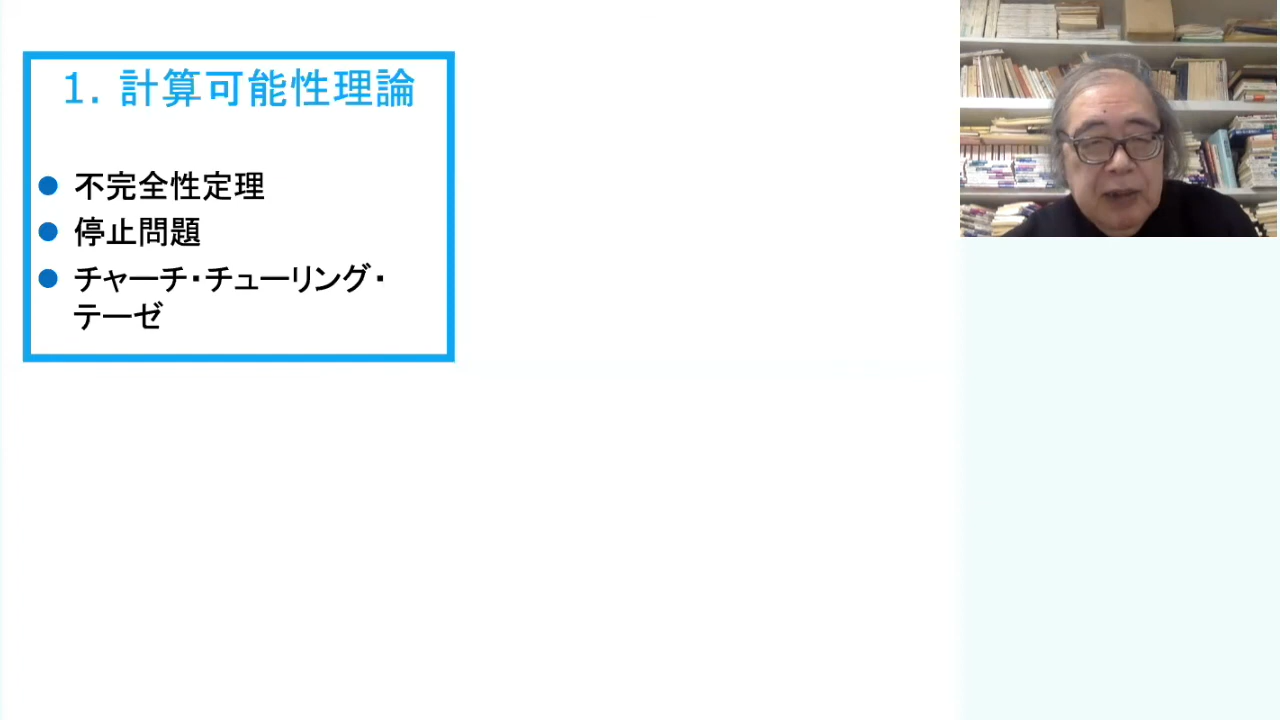 1. 計算可能性理論
● 不完全性定理
● 停止問題
● チャーチ・チューリング・
テーゼ